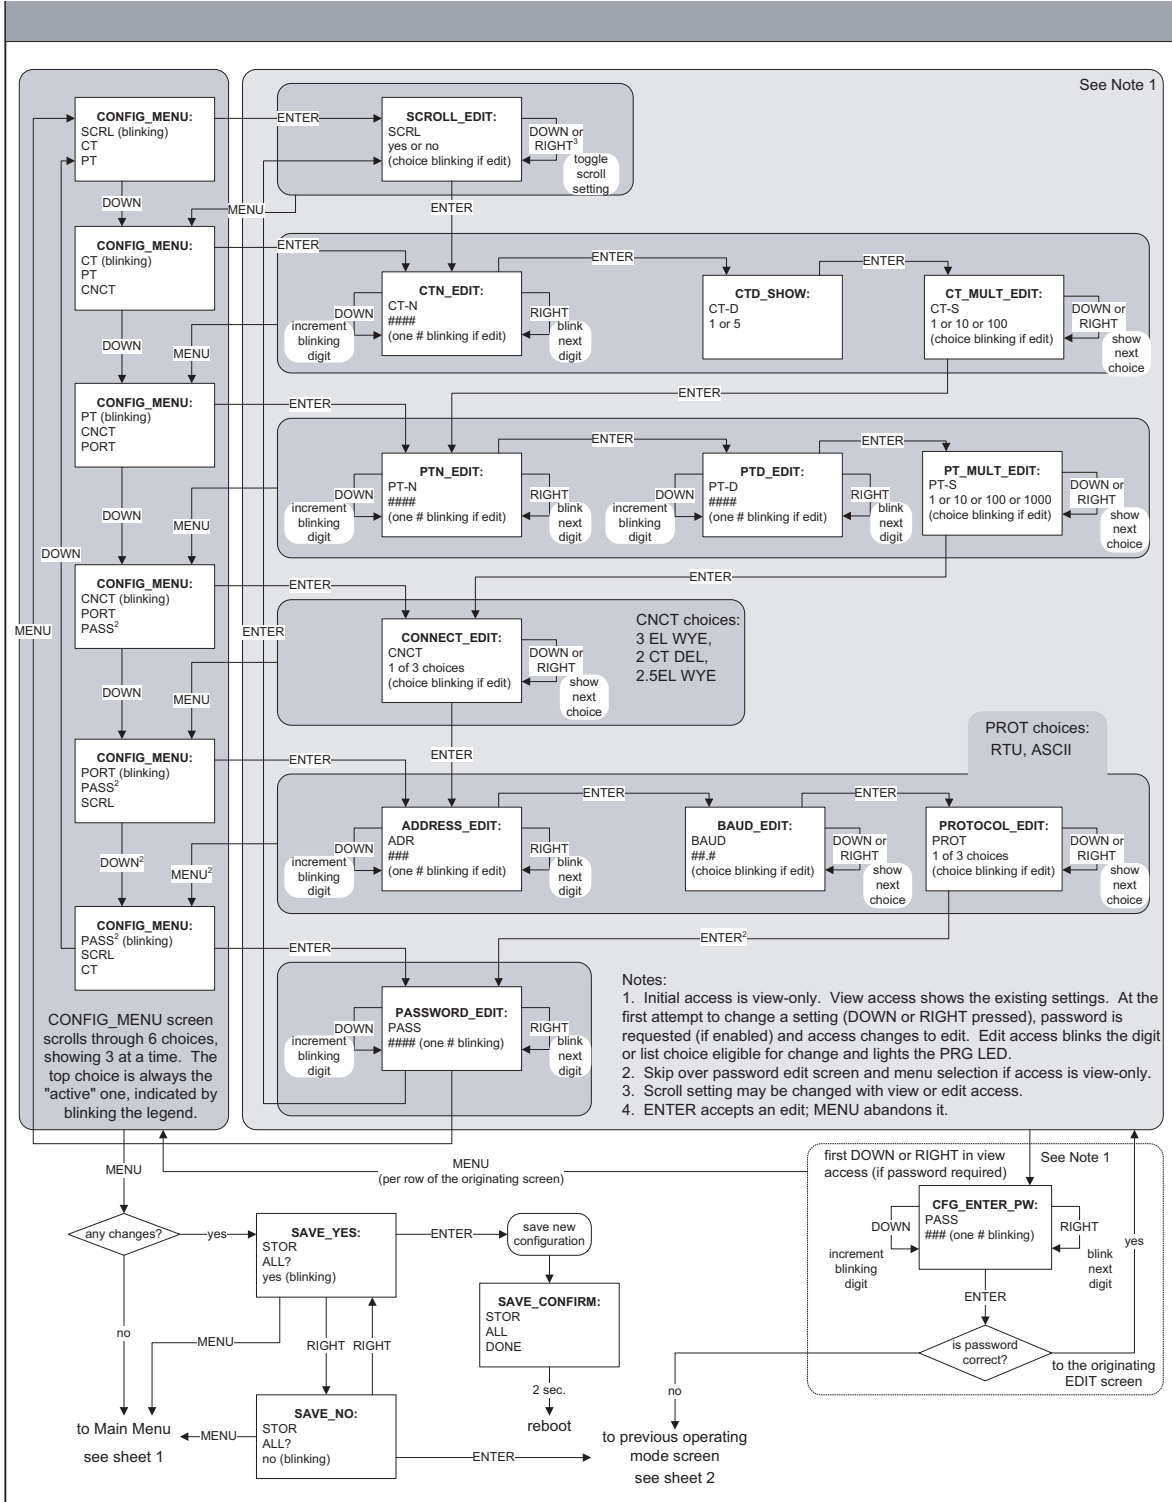 See Note 1
CONFIG_MENU:
SCRL (blinking)
CT
PT
ENTER
SCROLL_EDIT:
SCRL
yes or no
(choice blinking if edit)
DOWN or
RIGHT3
toggle
scroll
setting
DOWN
MENU
ENTER
CONFIG_MENU:
CT (blinking)
PT
CNCT
ENTER
ENTER
ENTER
CTN_EDIT:
CT-N
####
(one # blinking if edit)
DOWN
increment
blinking
digit
RIGHT
blink
next
digit
CTD_SHOW:
CT-D
1 or 5
CT_MULT_EDIT:
CT-S
1 or 10 or 100
(choice blinking if edit)
DOWN or
RIGHT
show
next
choice
DOWN
MENU
ENTER
CONFIG_MENU:
PT (blinking)
CNCT
PORT
ENTER
ENTER
ENTER
PTN_EDIT:
PT-N
####
(one # blinking if edit)
DOWN
increment
blinking
digit
RIGHT
blink
next
digit
PTD_EDIT:
PT-D
####
(one # blinking if edit)
DOWN
increment
blinking
digit
RIGHT
blink
next
digit
PT_MULT_EDIT:
PT-S
1 or 10 or 100 or 1000
(choice blinking if edit)
DOWN or
RIGHT
show
next
choice
DOWN
MENU
DOWN
ENTER
CONFIG_MENU:
CNCT (blinking)
PORT
PASS2
ENTER
MENU
ENTER
CONNECT_EDIT:
CNCT
1 of 3 choices
(choice blinking if edit)
DOWN or
RIGHT
show
next
choice
CNCT choices:
3 EL WYE,
2 CT DEL,
2.5EL WYE
DOWN
MENU
ENTER
PROT choices:
RTU, ASCII
CONFIG_MENU:
PORT (blinking)
PASS2
SCRL
ENTER
ENTER
ENTER
ADDRESS_EDIT:
ADR
###
(one # blinking if edit)
DOWN
increment
blinking
digit
RIGHT
blink
next
digit
BAUD_EDIT:
BAUD
##.#
(choice blinking if edit)
DOWN or
RIGHT
show
next
choice
PROTOCOL_EDIT:
PROT
1 of 3 choices
(choice blinking if edit)
DOWN or
RIGHT
show
next
choice
DOWN2
MENU2
CONFIG_MENU:
PASS2 (blinking)
SCRL
CT
ENTER
ENTER2
PASSWORD_EDIT:
PASS
#### (one # blinking)
DOWN
increment
blinking
digit
RIGHT
blink
next
digit
CONFIG_MENU screen
scrolls through 6 choices,
showing 3 at a time. The
top choice is always the
"active" one, indicated by
blinking the legend.
Notes:
1. Initial access is view-only. View access shows the existing settings. At the
first attempt to change a setting (DOWN or RIGHT pressed), password is
requested (if enabled) and access changes to edit. Edit access blinks the digit
or list choice eligible for change and lights the PRG LED.
2. Skip over password edit screen and menu selection if access is view-only.
3. Scroll setting may be changed with view or edit access.
4. ENTER accepts an edit; MENU abandons it.
MENU
MENU
(per row of the originating screen)
first DOWN or RIGHT in view
access (if password required)
See Note 1
CFG_ENTER_PW:
PASS
### (one # blinking)
DOWN
increment
blinking
digit
RIGHT
blink
next
digit
yes
ENTER
is password
correct?
to the originating
EDIT screen
any changes?
yes
no
SAVE_YES:
STOR
ALL?
yes (blinking)
ENTER
save new
configuration
SAVE_CONFIRM:
STOR
ALL
DONE
MENU
RIGHT
RIGHT
2 sec.
reboot
no
to Main Menu
see sheet 1
MENU
SAVE_NO:
STOR
ALL?
no (blinking)
ENTER
to previous operating
mode screen
see sheet 2